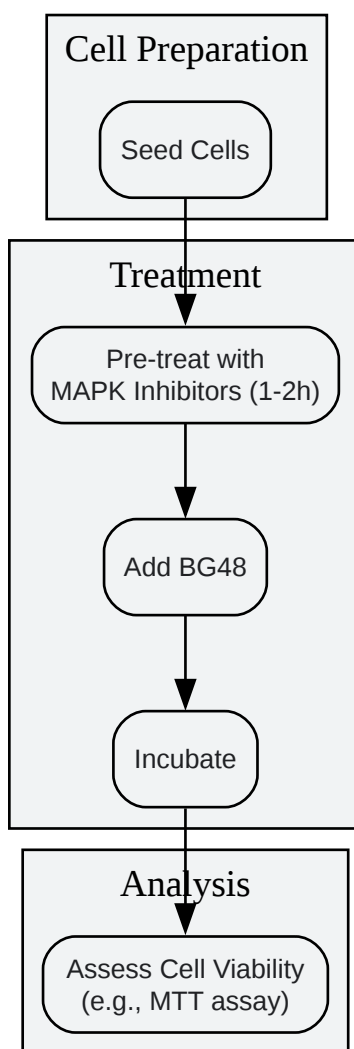 Cell Preparation
Seed Cells
Treatment
Pre-treat with
MAPK Inhibitors (1-2h)
Add BG48
Incubate
Analysis
Assess Cell Viability
(e.g., MTT assay)